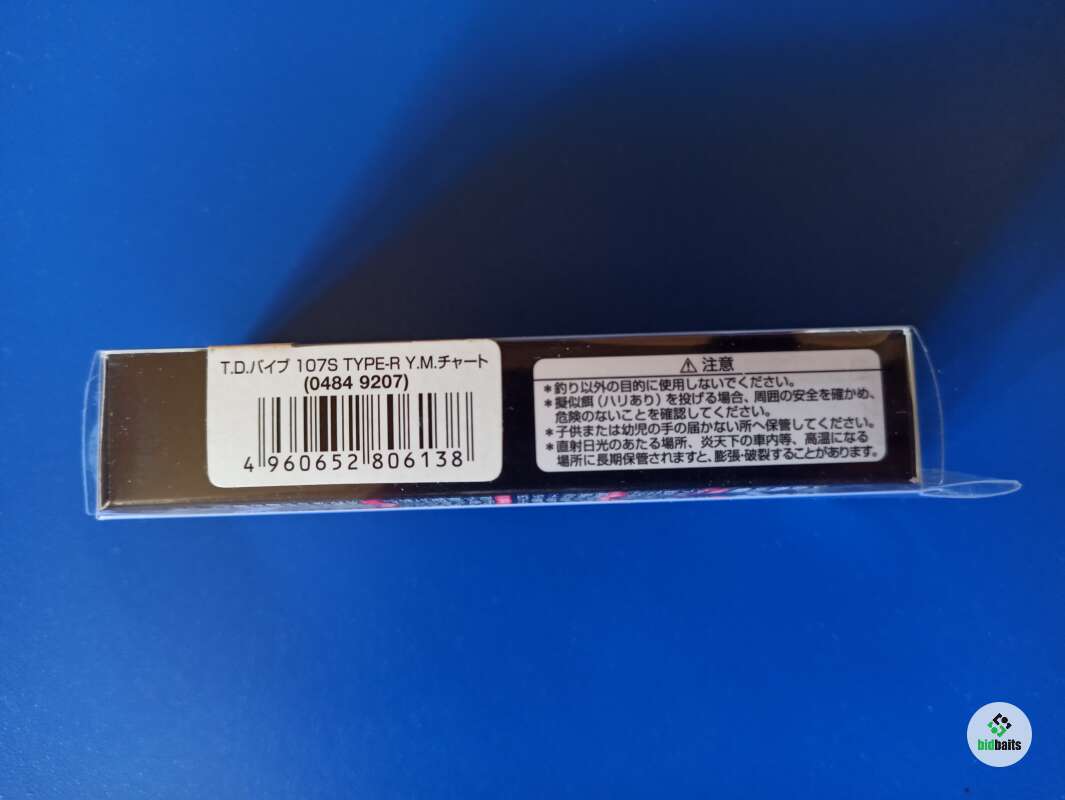 T.D.バイブ 107S TYPE-R Y.M.チャート
(0484 9207)
4 960652 806138
⚠ 注意
*釣り以外の目的に使用しないでください。
*擬似餌(ハリあり)を投げる場合、周囲の安全を確かめ、
危険のないことを確認してください。
*子供または幼児の手の届かない所へ保管してください。
*直射日光のあたる場所、炎天下の車内等、高温になる
場所に長期保管されますと、膨張・破裂することがあります。
bidbaits